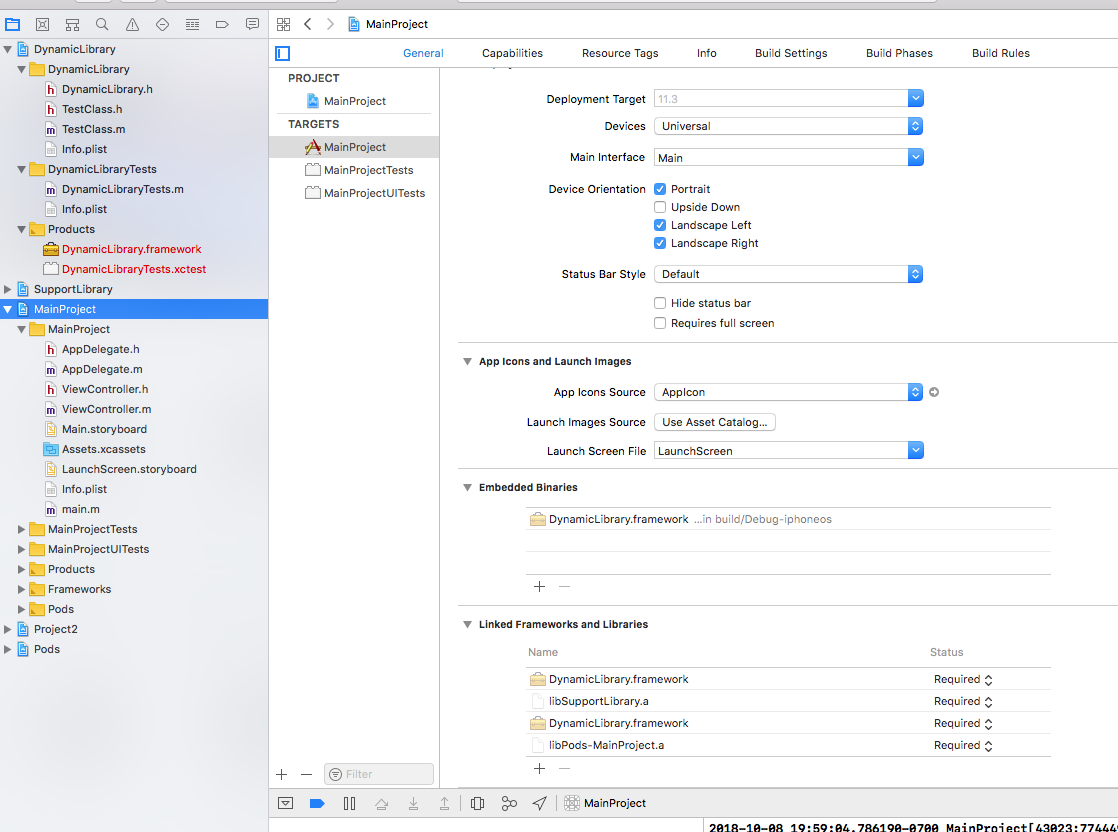 MainProject
DynamicLibrary
DynamicLibrary
DynamicLibrary.h
TestClass.h
TestClass.m
Info.plist
DynamicLibraryTests
DynamicLibraryTests.m
Info.plist
Products
DynamicLibrary.framework
DynamicLibraryTests.xctest
SupportLibrary
MainProject
MainProject
AppDelegate.h
AppDelegate.m
ViewController.h
ViewController.m
Main.storyboard
Assets.xcassets
LaunchScreen.storyboard
Info.plist
main.m
MainProjectTests
MainProjectUITests
Products
Frameworks
Pods
Project2
Pods
General Capabilities Resource Tags Info Build Settings Build Phases Build Rules
PROJECT
MainProject
TARGETS
MainProject
MainProjectTests
MainProjectUITests
Filter
Deployment Target 11.3
Devices Universal
Main Interface Main
Device Orientation Portrait
Upside Down
Landscape Left
Landscape Right
Status Bar Style Default
Hide status bar
Requires full screen
App Icons and Launch Images
App Icons Source AppIcon
Launch Images Source Use Asset Catalog...
Launch Screen File LaunchScreen
Embedded Binaries
DynamicLibrary.framework ...in build/Debug-iphoneos
Linked Frameworks and Libraries
Name Status
DynamicLibrary.framework Required
libSupportLibrary.a Required
DynamicLibrary.framework Required
libPods-MainProject.a Required
MainProject
2018-10-08 19:59:04.786190-0700 MainProject[43023:77444